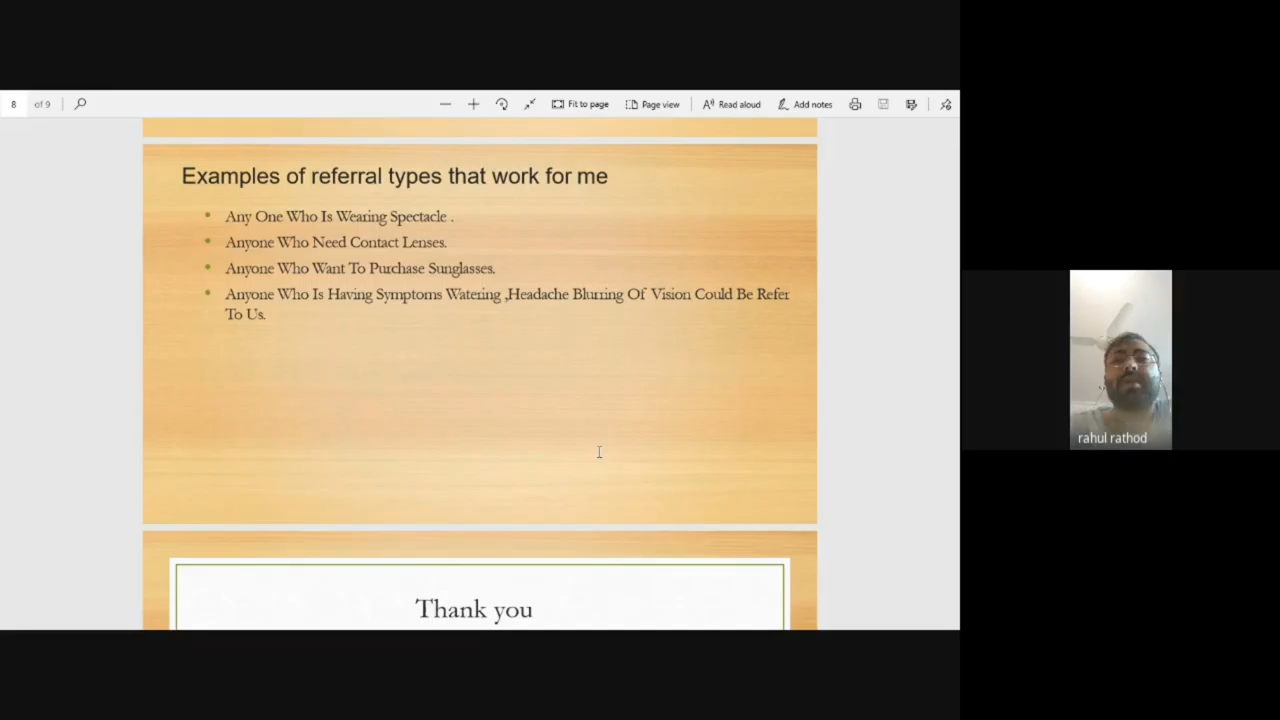 8 of 9
Fit to page
Page view
Read aloud
Add notes
Examples of referral types that work for me
Any One Who Is Wearing Spectacle .
Anyone Who Need Contact Lenses.
Anyone Who Want To Purchase Sunglasses.
Anyone Who Is Having Symptoms Watering ,Headache Blurring Of Vision Could Be Refer
To Us.
rahul rathod
Thank you